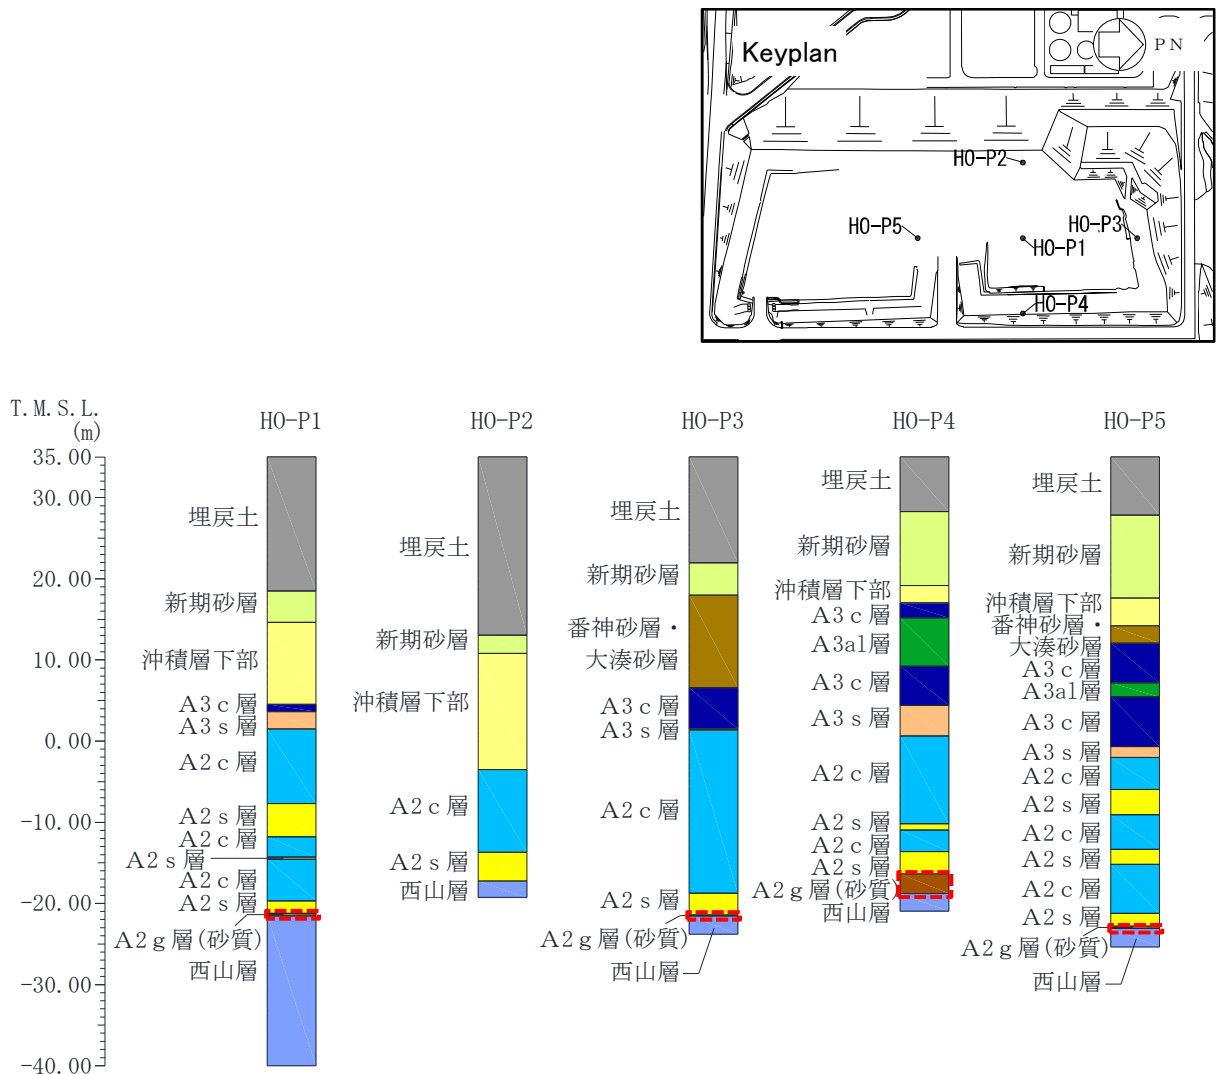 Keyplan
PN
HO-P2
HO-P5
HO-P3
HO-P1
HO-P4
T.M.S.L.
(m)
35.00
30.00
20.00
10.00
0.00
-10.00
-20.00
-30.00
-40.00
HO-P1
埋戻土
新期砂層
沖積層下部
A3c層
A3s層
A2c層
A2s層
A2c層
A2s層
A2c層
A2s層
A2g層(砂質)
西山層
HO-P2
埋戻土
新期砂層
沖積層下部
A2c層
A2s層
西山層
HO-P3
埋戻土
新期砂層
番神砂層・
大湊砂層
A3c層
A3s層
A2c層
A2s層
A2g層(砂質)
西山層
HO-P4
埋戻土
新期砂層
沖積層下部
A3c層
A3al層
A3c層
A3s層
A2c層
A2s層
A2c層
A2s層
A2g層(砂質)
西山層
HO-P5
埋戻土
新期砂層
沖積層下部
番神砂層・
大湊砂層
A3c層
A3al層
A3c層
A3s層
A2c層
A2s層
A2c層
A2s層
A2c層
A2s層
A2g層(砂質)
西山層